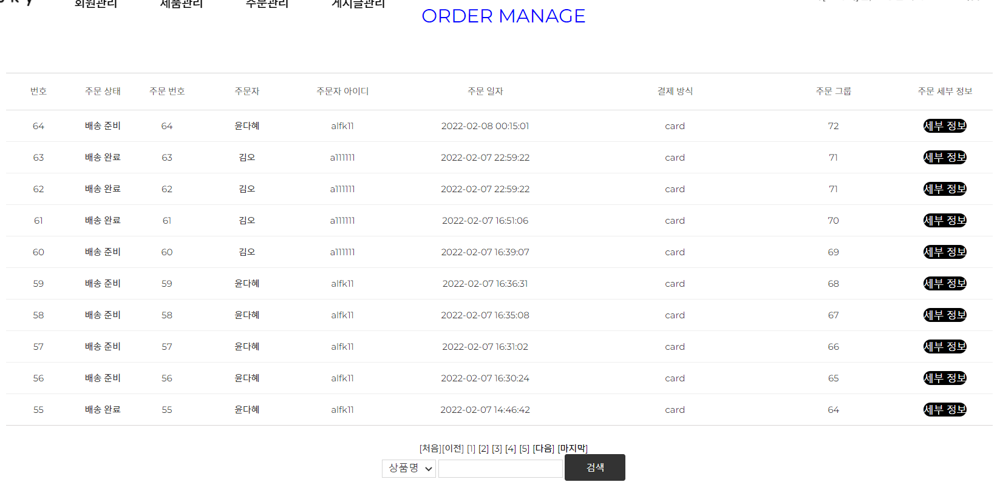 회원관리 제품관리 주문관리 게시글관리
ORDER MANAGE
번호 주문 상태 주문 번호 주문자 주문자 아이디 주문 일자 결제 방식 주문 그룹 주문 세부 정보
64 배송 준비 64 윤다혜 alfk11 2022-02-08 00:15:01 card 72 세부 정보
63 배송 완료 63 김오 a111111 2022-02-07 22:59:22 card 71 세부 정보
62 배송 완료 62 김오 a111111 2022-02-07 22:59:22 card 71 세부 정보
61 배송 완료 61 김오 a111111 2022-02-07 16:51:06 card 70 세부 정보
60 배송 준비 60 김오 a111111 2022-02-07 16:39:07 card 69 세부 정보
59 배송 준비 59 윤다혜 alfk11 2022-02-07 16:36:31 card 68 세부 정보
58 배송 준비 58 윤다혜 alfk11 2022-02-07 16:35:08 card 67 세부 정보
57 배송 준비 57 윤다혜 alfk11 2022-02-07 16:31:02 card 66 세부 정보
56 배송 준비 56 윤다혜 alfk11 2022-02-07 16:30:24 card 65 세부 정보
55 배송 완료 55 윤다혜 alfk11 2022-02-07 14:46:42 card 64 세부 정보
[처음][이전] [1] [2] [3] [4] [5] [다음] [마지막]
상품명 검색